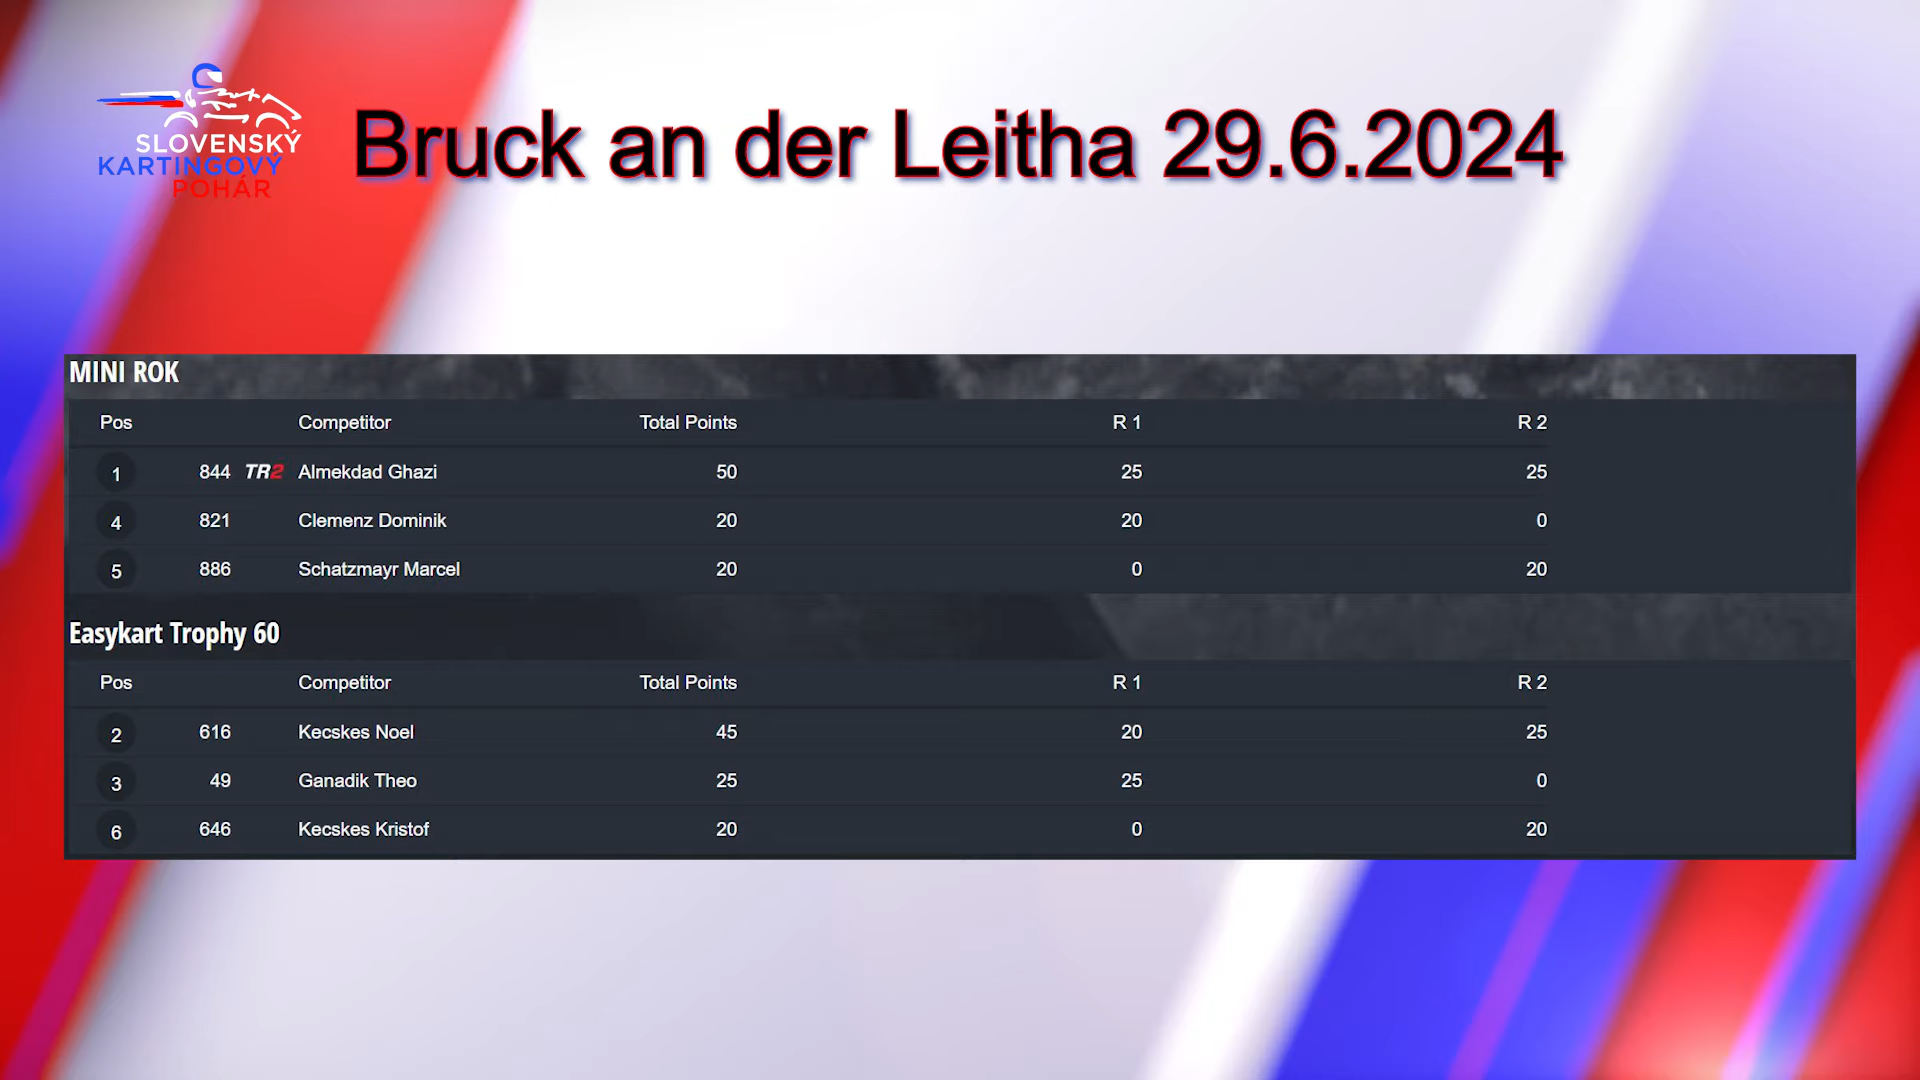 SLOVENSKÝ
KARTINGOVÝ
POHÁR
Bruck an der Leitha 29.6.2024
MINI ROK
Pos Competitor Total Points R 1 R 2
1 844 TR2 Almekdad Ghazi 50 25 25
4 821 Clemenz Dominik 20 20 0
5 886 Schatzmayr Marcel 20 0 20
Easykart Trophy 60
Pos Competitor Total Points R 1 R 2
2 616 Kecskes Noel 45 20 25
3 49 Ganadik Theo 25 25 0
6 646 Kecskes Kristof 20 0 20